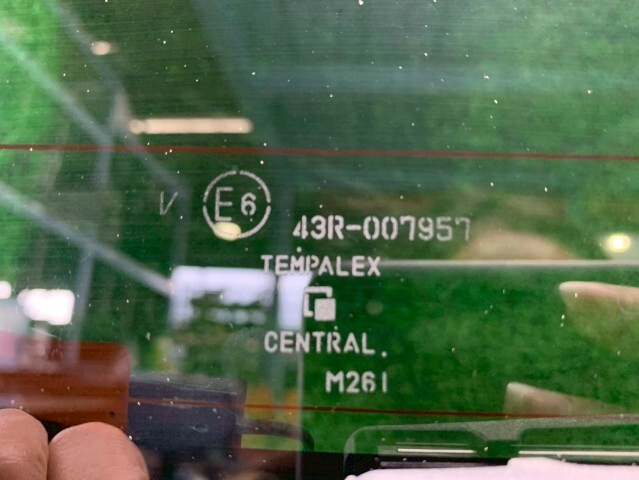 V E6 43R-007957
TEMPALEX
CENTRAL.
M261